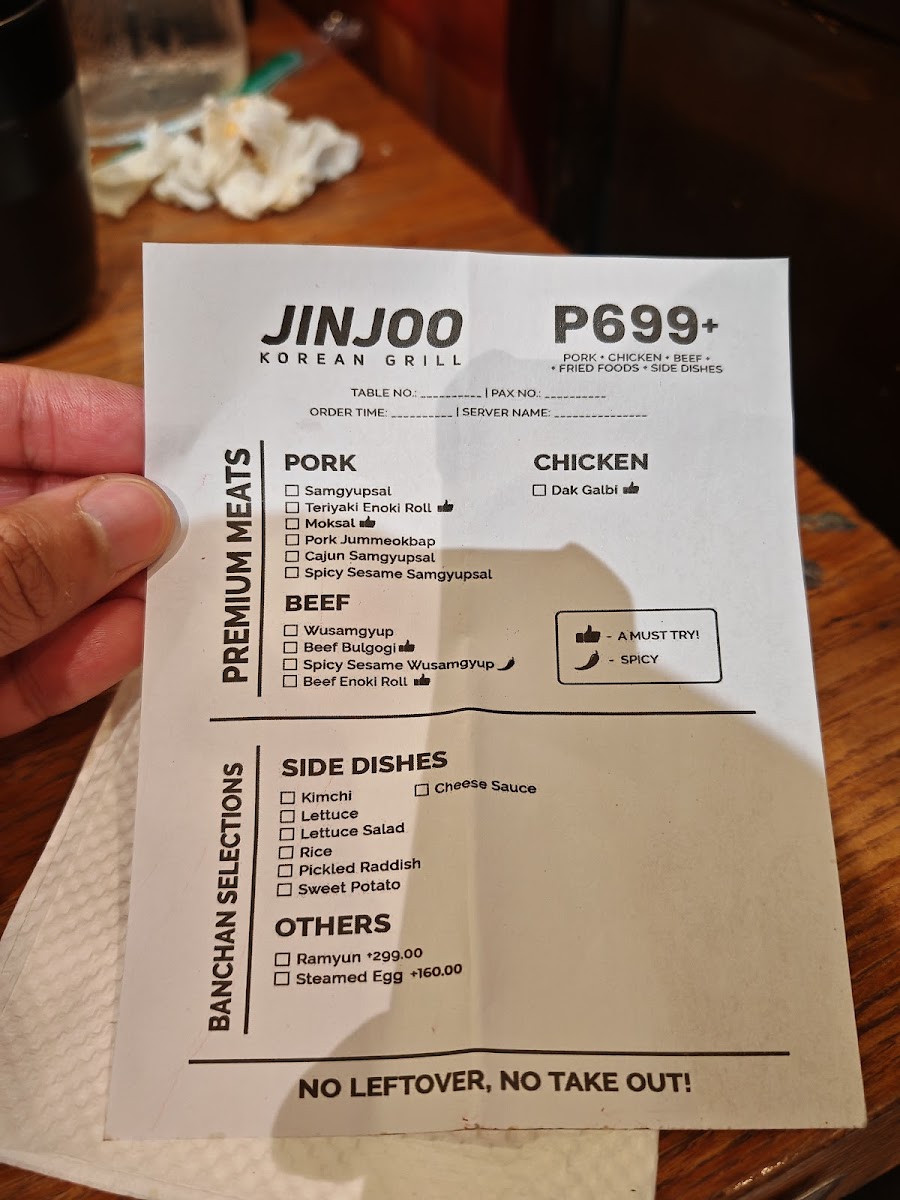 JINJOO
KOREAN GRILL
P699+
PORK + CHICKEN + BEEF +
+ FRIED FOODS + SIDE DISHES
TABLE NO.: __________ | PAX NO.: __________
ORDER TIME: __________ | SERVER NAME: _______________
PREMIUM MEATS
PORK
Samgyupsal
Teriyaki Enoki Roll
Moksal
Pork Jummeokbap
Cajun Samgyupsal
Spicy Sesame Samgyupsal
CHICKEN
Dak Galbi
BEEF
Wusamgyup
Beef Bulgogi
Spicy Sesame Wusamgyup
Beef Enoki Roll
- A MUST TRY!
- SPICY
BANCHAN SELECTIONS
SIDE DISHES
Kimchi
Lettuce
Lettuce Salad
Rice
Pickled Raddish
Sweet Potato
Cheese Sauce
OTHERS
Ramyun +299.00
Steamed Egg +160.00
NO LEFTOVER, NO TAKE OUT!